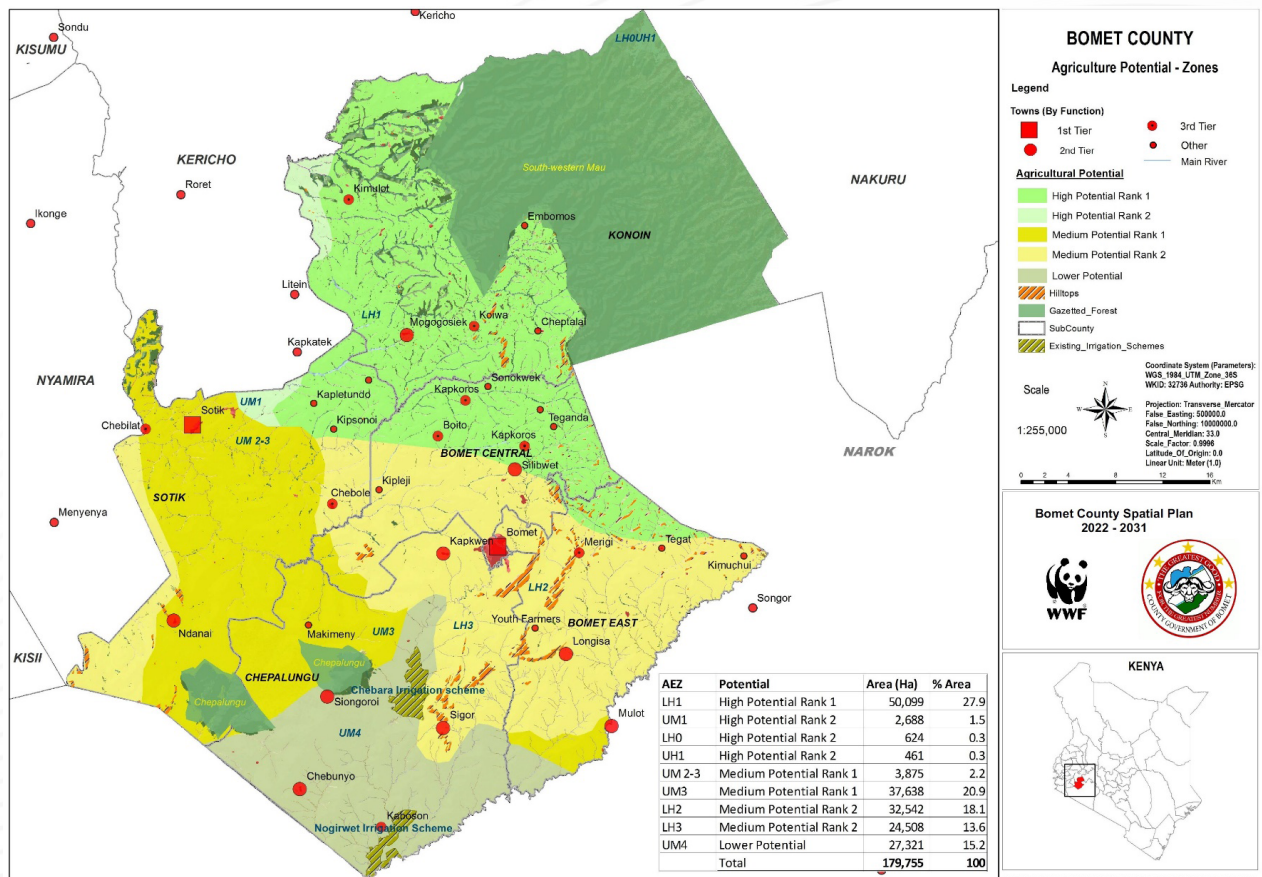 Kericho
Sondu
KISUMU
LH0UH1
KERICHO
South-western Mau
NAKURU
Roret
Kimulot
Ikonge
Embomos
KONOIN
Litein
LH1
Mogogosiek
Koiwa
Cheptalal
Kapkatek
NYAMIRA
Sonokwek
Kapkoros
UM1
Kapletundo
Sotik
Teganda
Chebilat
Kipsonoi
Boito
UM 2-3
Kapkoros
BOMET CENTRAL
NAROK
Silibwet
Kipleji
SOTIK
Chebole
Menyenya
Bomet
Kapkwen
Merigi
Tegat
Kimuchui
LH2
Songor
Ndanai
Makimeny
UM3
LH3
Youth Farmers
BOMET EAST
Longisa
KISII
CHEPALUNGU
Chepalungu
Chepalungu
Chebara Irrigation scheme
Siongoroi
Sigor
Mulot
UM4
Chebunyo
Kaboson
Nogirwet Irrigation Scheme
AEZ Potential Area (Ha) % Area
LH1 High Potential Rank 1 50,099 27.9
UM1 High Potential Rank 2 2,688 1.5
LH0 High Potential Rank 2 624 0.3
UH1 High Potential Rank 2 461 0.3
UM 2-3 Medium Potential Rank 1 3,875 2.2
UM3 Medium Potential Rank 1 37,638 20.9
LH2 Medium Potential Rank 2 32,542 18.1
LH3 Medium Potential Rank 2 24,508 13.6
UM4 Lower Potential 27,321 15.2
Total 179,755 100
BOMET COUNTY
Agriculture Potential - Zones
Legend
Towns (By Function)
1st Tier
3rd Tier
2nd Tier
Other
Main River
Agricultural Potential
High Potential Rank 1
High Potential Rank 2
Medium Potential Rank 1
Medium Potential Rank 2
Lower Potential
Hilltops
Gazetted_Forest
SubCounty
Existing_Irrigation_Schemes
Scale
1:255,000
N
W E
S
Coordinate System (Parameters):
WGS_1984_UTM_Zone_36S
WKID: 32736 Authority: EPSG
Projection: Transverse_Mercator
False_Easting: 500000.0
False_Northing: 10000000.0
Central_Meridian: 33.0
Scale_Factor: 0.9996
Latitude_Of_Origin: 0.0
Linear Unit: Meter (1.0)
0 2 4 8 12 16
Km
Bomet County Spatial Plan
2022 - 2031
WWF
THE GREATEST GOOD
FOR THE GREATEST NUMBER
COUNTY GOVERNMENT OF BOMET
KENYA